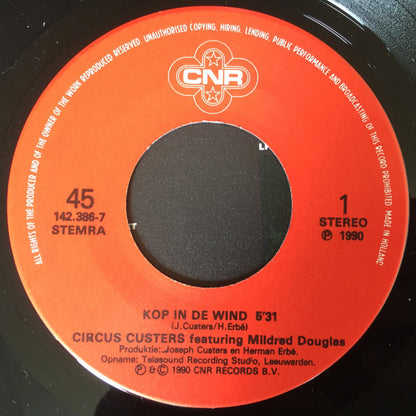 ALL RIGHTS OF THE PRODUCER AND OF THE OWNER OF THE WORK REPRODUCED RESERVED. UNAUTHORISED COPYING, HIRING, LENDING, PUBLIC PERFORMANCE AND BROADCASTING OF THIS RECORD PROHIBITED. MADE IN HOLLAND
CNR
45
142.386-7
STEMRA
1
STEREO
℗ 1990
KOP IN DE WIND 5'31
(J. Custers/H. Erbé)
CIRCUS CUSTERS featuring Mildred Douglas
Produktie: Joseph Custers en Herman Erbé.
Opname: Telesound Recording Studio, Leeuwarden.
℗ & © 1990 CNR RECORDS B.V.